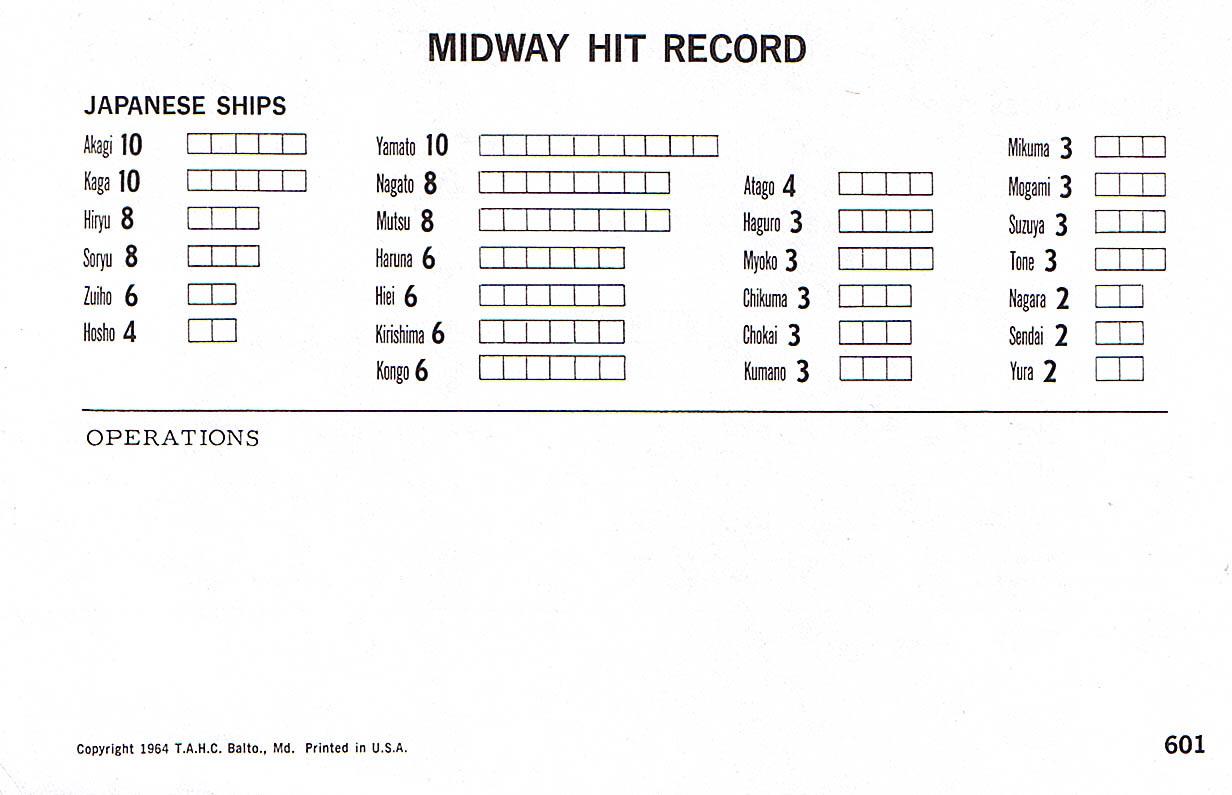 MIDWAY HIT RECORD
JAPANESE SHIPS
Akagi 10
Kaga 10
Hiryu 8
Soryu 8
Zuiho 6
Hosho 4
Yamato 10
Nagato 8
Mutsu 8
Haruna 6
Hiei 6
Kirishima 6
Kongo 6
Atago 4
Haguro 3
Myoko 3
Chikuma 3
Chokai 3
Kumano 3
Mikuma 3
Mogami 3
Suzuya 3
Tone 3
Nagara 2
Sendai 2
Yura 2
OPERATIONS
Copyright 1964 T.A.H.C. Balto., Md. Printed in U.S.A.
601